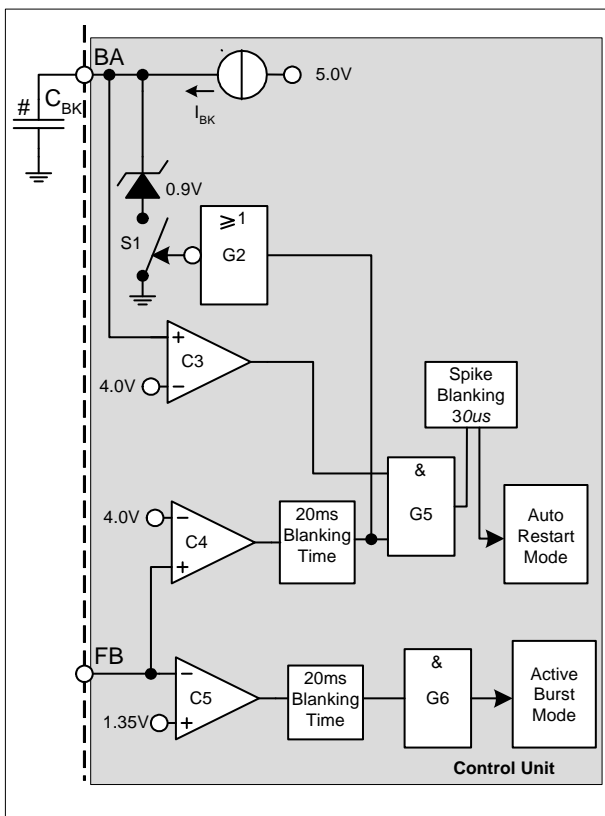 BA
5.0V
# C_BK
I_BK
0.9V
S1
≥1
G2
+
C3
4.0V
−
Spike
Blanking
30us
&
G5
4.0V
−
C4
+
20ms
Blanking
Time
Auto
Restart
Mode
FB
−
C5
+
1.35V
20ms
Blanking
Time
&
G6
Active
Burst
Mode
Control Unit